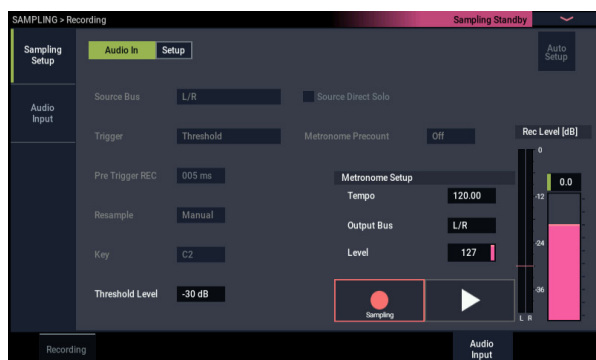 SAMPLING > Recording
Sampling Standby
Sampling Setup
Audio In
Setup
Auto Setup
Audio Input
Source Bus
L/R
Source Direct Solo
Trigger
Threshold
Metronome Precount
Off
Rec Level [dB]
Pre Trigger REC
005 ms
Metronome Setup
Tempo
120.00
Resample
Manual
Output Bus
L/R
Key
C2
Level
127
Threshold Level
-30 dB
Sampling
0
-12
-24
-36
0.0
L R
Recording
Audio Input